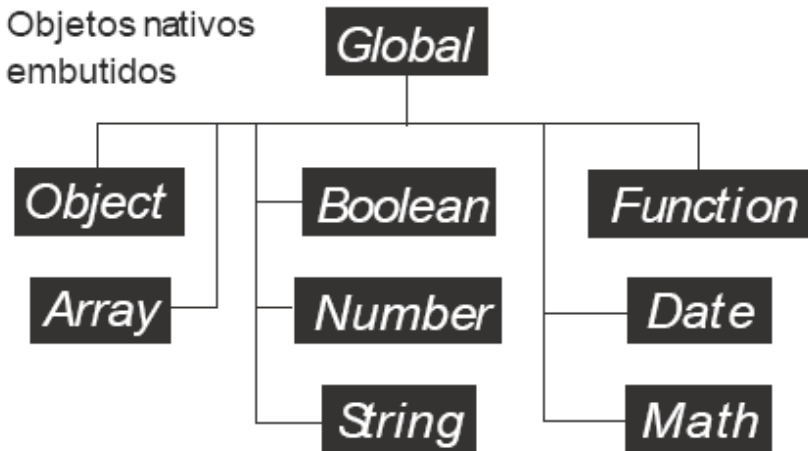 Objetos nativos
embutidos
Global
Object
Boolean
Function
Array
Number
Date
String
Math